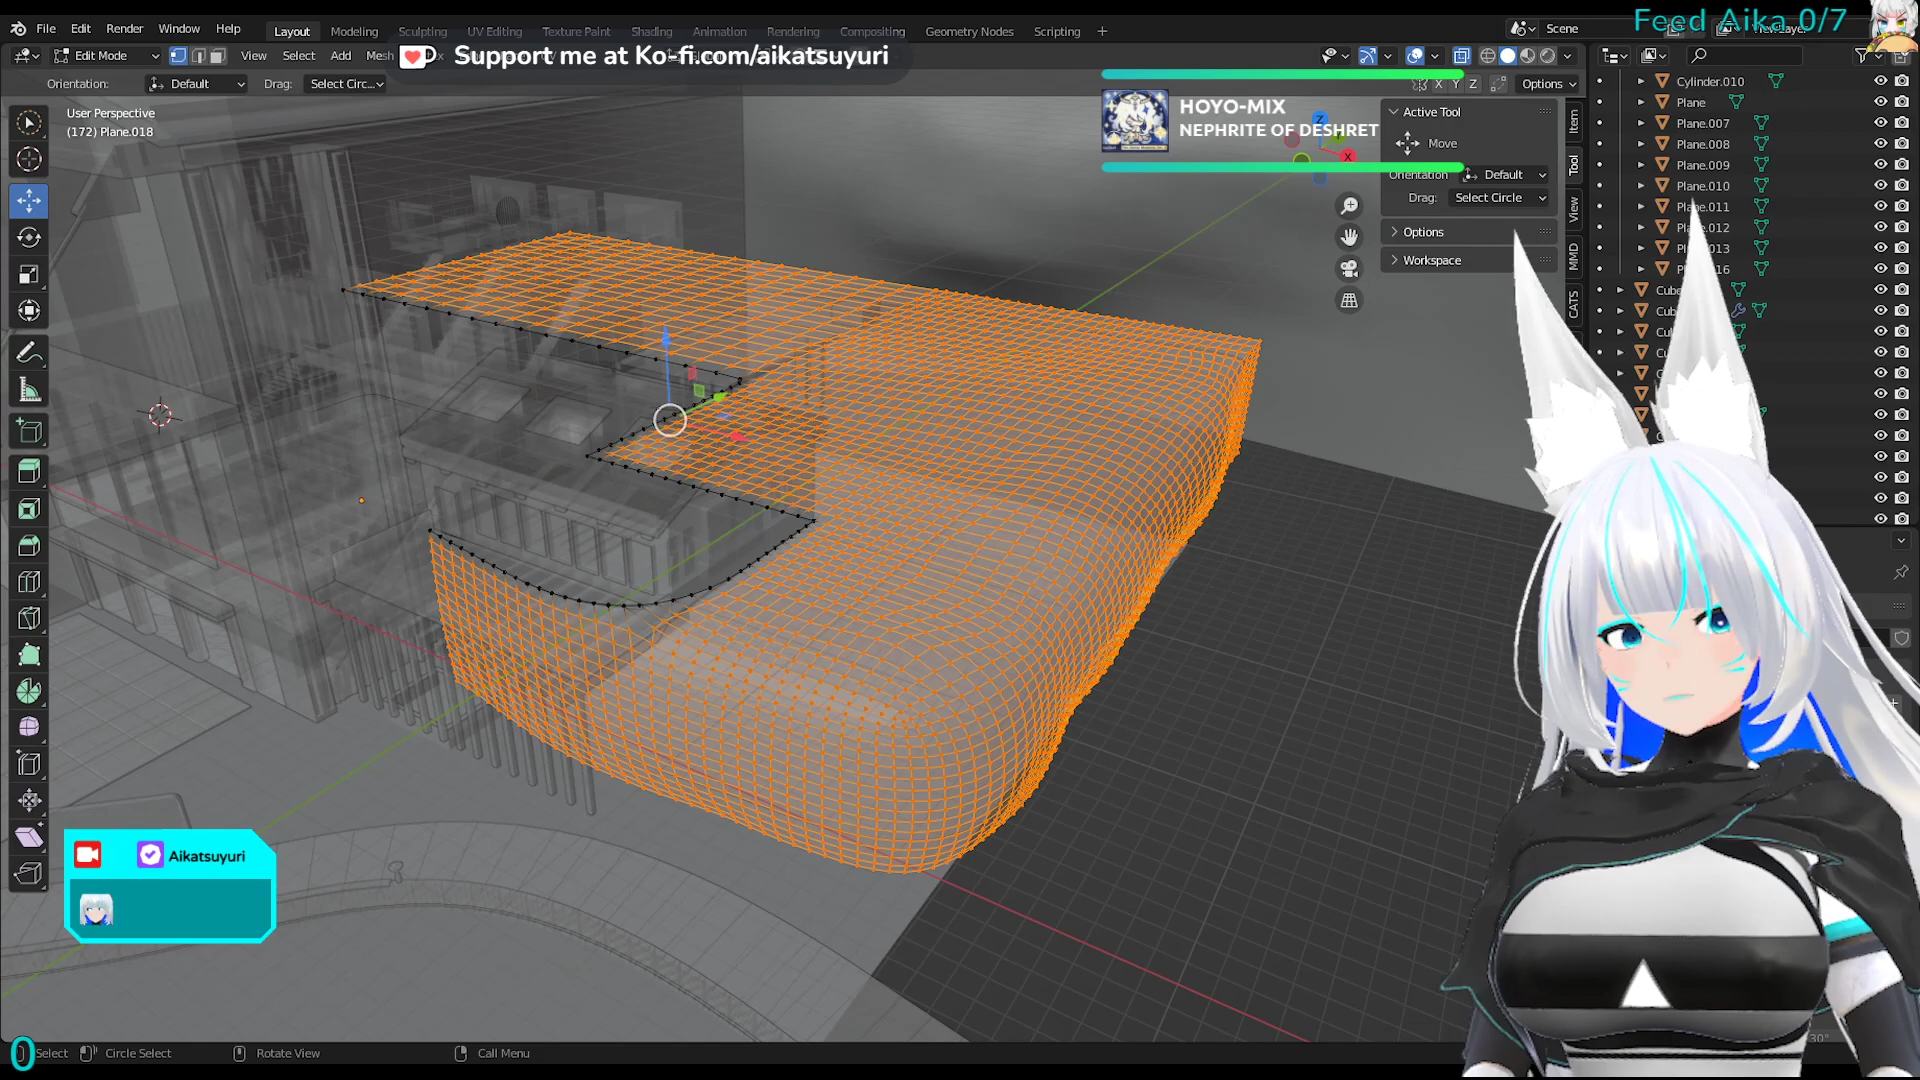 File Edit Render Window Help Layout Modeling Sculpting UV Editing Texture Paint Shading Animation Rendering Compositing Geometry Nodes Scripting + Scene
Feed Aika 0/7
Edit Mode View Select Add Mesh
Support me at Ko-fi.com/aikatsuyuri
Orientation: Default Drag: Select Circ... X Y Z Options
User Perspective
(172) Plane.018
HOYO-MIX
NEPHRITE OF DESHRET
Z
X
Active Tool
Move
Orientation Default
Drag: Select Circle
Options
Workspace
Item
Tool
View
MMD
CATS
Cylinder.010
Plane
Plane.007
Plane.008
Plane.009
Plane.010
Plane.011
Aikatsuyuri
0
Select Circle Select Rotate View Call Menu